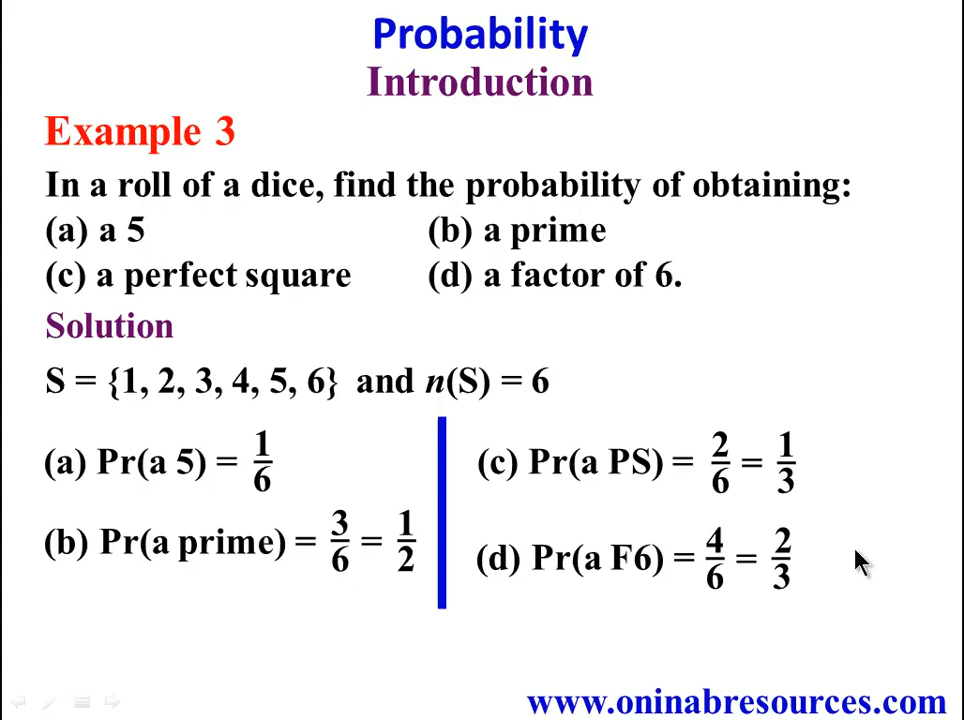 Probability
Introduction
Example 3
In a roll of a dice, find the probability of obtaining:
(a) a 5 (b) a prime
(c) a perfect square (d) a factor of 6.
Solution
S = {1, 2, 3, 4, 5, 6} and n(S) = 6
(a) Pr(a 5) = 1/6
(b) Pr(a prime) = 3/6 = 1/2
(c) Pr(a PS) = 2/6 = 1/3
(d) Pr(a F6) = 4/6 = 2/3
www.oninabresources.com